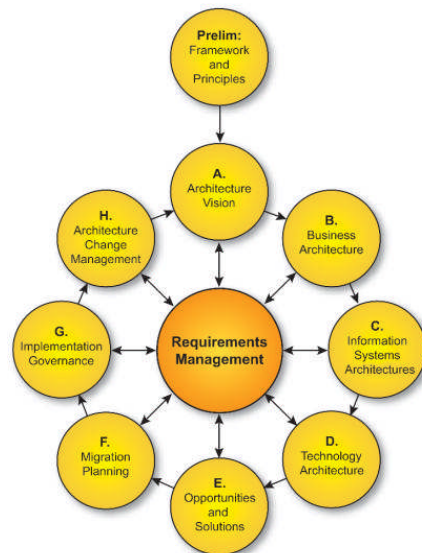 Prelim:
Framework
and
Principles
A.
Architecture
Vision
B.
Business
Architecture
C.
Information
Systems
Architectures
D.
Technology
Architecture
E.
Opportunities
and
Solutions
F.
Migration
Planning
G.
Implementation
Governance
H.
Architecture
Change
Management
Requirements
Management